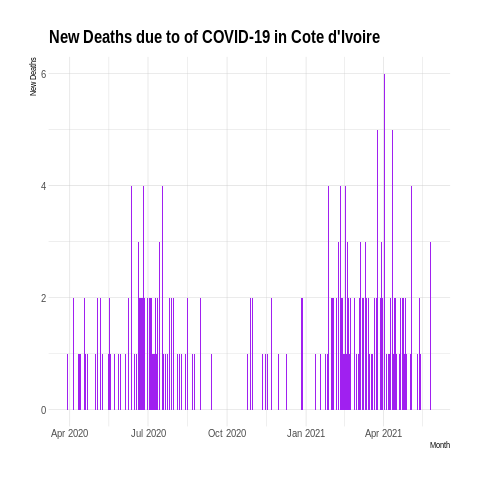 New Deaths due to of COVID-19 in Cote d'Ivoire
New Deaths
6
4
2
0
Apr 2020 Jul 2020 Oct 2020 Jan 2021 Apr 2021
Month